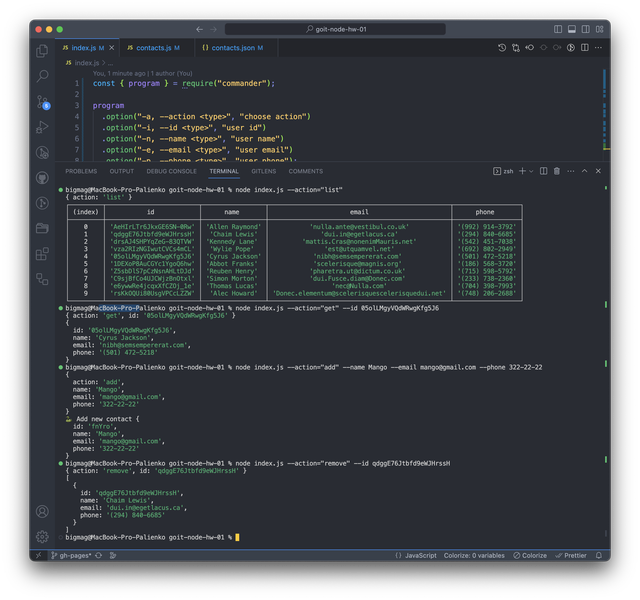 goit-node-hw-01
JS index.js M
JS contacts.js M
{ } contacts.json M
JS index.js > ...
You, 1 minute ago | 1 author (You)
1 const { program } = require("commander");
2
3 program
4 .option("-a, --action <type>", "choose action")
5 .option("-i, --id <type>", "user id")
6 .option("-n, --name <type>", "user name")
7 .option("-e, --email <type>", "user email")
8 .option("-p, --phone <type>", "user phone");
PROBLEMS OUTPUT DEBUG CONSOLE TERMINAL GITLENS COMMENTS
zsh
bigmag@MacBook-Pro-Palienko goit-node-hw-01 % node index.js --action="list"
{ action: 'list' }
(index) id name email phone
0 'AeHIrLTr6JkxGE6SN-0Rw' 'Allen Raymond' 'nulla.ante@vestibul.co.uk' '(992) 914-3792'
1 'qdggE76Jtbfd9eWJHrssH' 'Chaim Lewis' 'dui.in@egetlacus.ca' '(294) 840-6685'
2 'drsAJ4SHPYqZeG-83QTVW' 'Kennedy Lane' 'mattis.Cras@nonenimMauris.net' '(542) 451-7038'
3 'vza2RIzNGIwutCVCs4mCL' 'Wylie Pope' 'est@utquamvel.net' '(692) 802-2949'
4 '05olLMgyVQdWRwgKfg5J6' 'Cyrus Jackson' 'nibh@semsempererat.com' '(501) 472-5218'
5 '1DEXoP8AuCGYc1YgoQ6hw' 'Abbot Franks' 'scelerisque@magnis.org' '(186) 568-3720'
6 'Z5sbDlS7pCzNsnAHLtDJd' 'Reuben Henry' 'pharetra.ut@dictum.co.uk' '(715) 598-5792'
7 'C9sjBfCo4UJCWjzBnOtxl' 'Simon Morton' 'dui.Fusce.diam@Donec.com' '(233) 738-2360'
8 'e6ywwRe4jcqxXfCZOj_1e' 'Thomas Lucas' 'nec@Nulla.com' '(704) 398-7993'
9 'rsKkOQUi80UsgVPCcLZZW' 'Alec Howard' 'Donec.elementum@scelerisquescelerisquedui.net' '(748) 206-2688'
bigmag@MacBook-Pro-Palienko goit-node-hw-01 % node index.js --action="get" --id 05olLMgyVQdWRwgKfg5J6
{ action: 'get', id: '05olLMgyVQdWRwgKfg5J6' }
{
id: '05olLMgyVQdWRwgKfg5J6',
name: 'Cyrus Jackson',
email: 'nibh@semsempererat.com',
phone: '(501) 472-5218'
}
bigmag@MacBook-Pro-Palienko goit-node-hw-01 % node index.js --action="add" --name Mango --email mango@gmail.com --phone 322-22-22
{
action: 'add',
name: 'Mango',
email: 'mango@gmail.com',
phone: '322-22-22'
}
Add new contact {
id: 'fnYro',
name: 'Mango',
email: 'mango@gmail.com',
phone: '322-22-22'
}
bigmag@MacBook-Pro-Palienko goit-node-hw-01 % node index.js --action="remove" --id qdggE76Jtbfd9eWJHrssH
{ action: 'remove', id: 'qdggE76Jtbfd9eWJHrssH' }
[
{
id: 'qdggE76Jtbfd9eWJHrssH',
name: 'Chaim Lewis',
email: 'dui.in@egetlacus.ca',
phone: '(294) 840-6685'
}
]
bigmag@MacBook-Pro-Palienko goit-node-hw-01 %
gh-pages* { } JavaScript Colorize: 0 variables Colorize Prettier